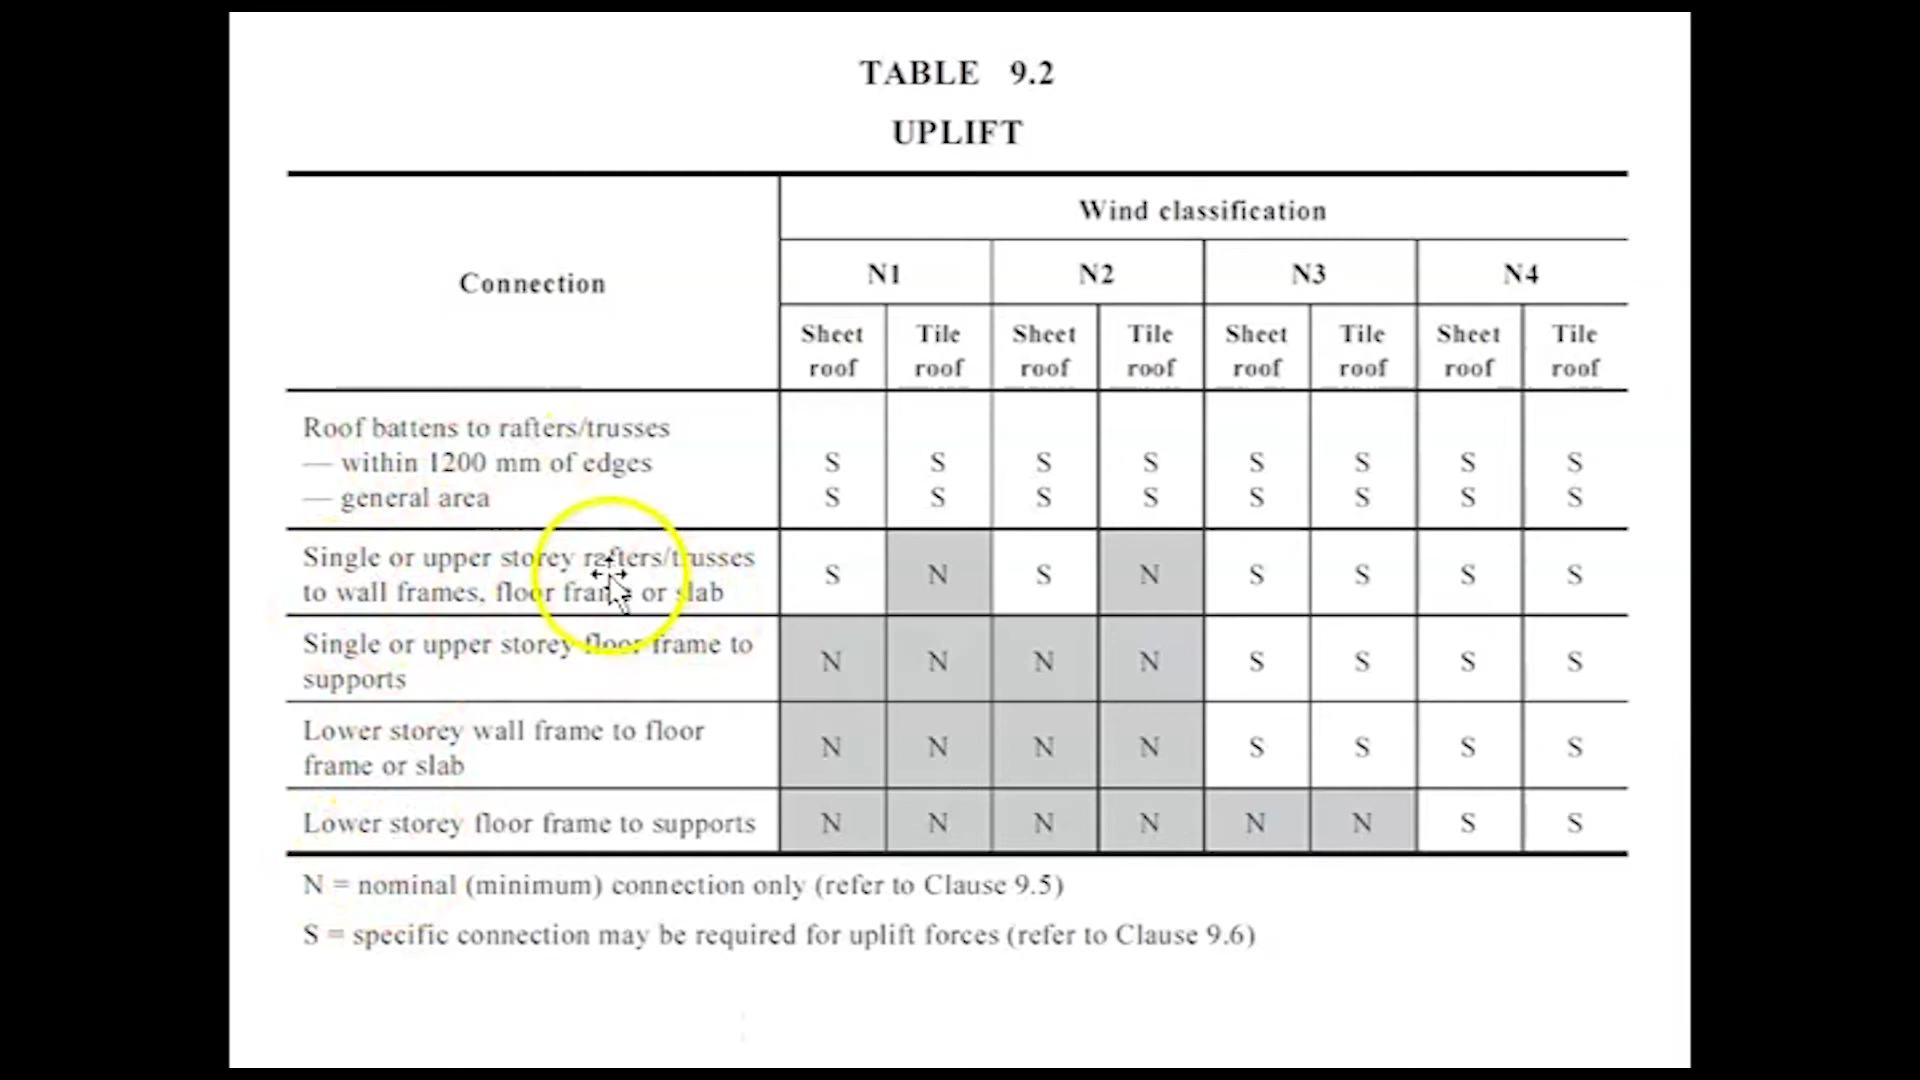 TABLE 9.2
UPLIFT
Connection
Wind classification
N1 N2 N3 N4
Sheet roof Tile roof Sheet roof Tile roof Sheet roof Tile roof Sheet roof Tile roof
Roof battens to rafters/trusses
— within 1200 mm of edges S S S S S S S S
— general area S S S S S S S S
Single or upper storey rafters/trusses
to wall frames, floor frame or slab S N S N S S S S
Single or upper storey floor frame to
supports N N N N S S S S
Lower storey wall frame to floor
frame or slab N N N N S S S S
Lower storey floor frame to supports N N N N N N S S
N = nominal (minimum) connection only (refer to Clause 9.5)
S = specific connection may be required for uplift forces (refer to Clause 9.6)